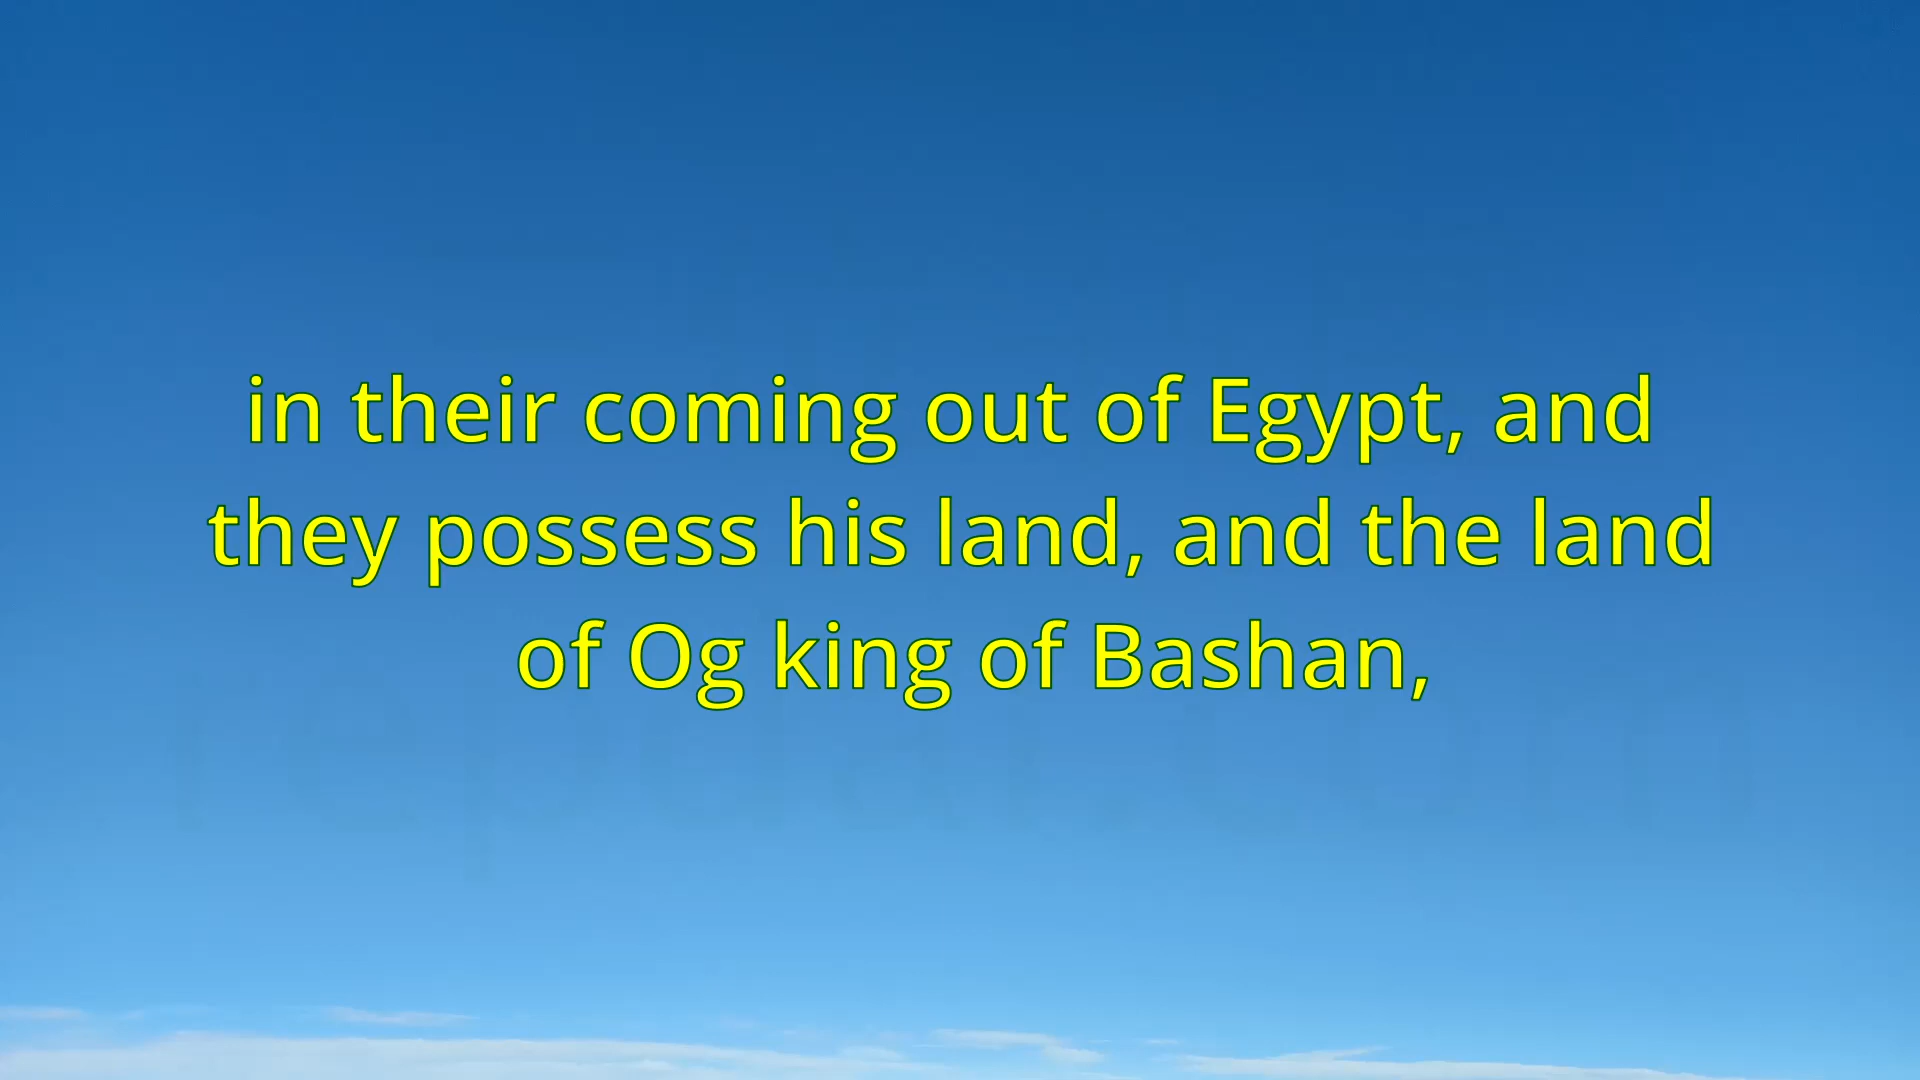 in their coming out of Egypt, and
they possess his land, and the land
of Og king of Bashan,